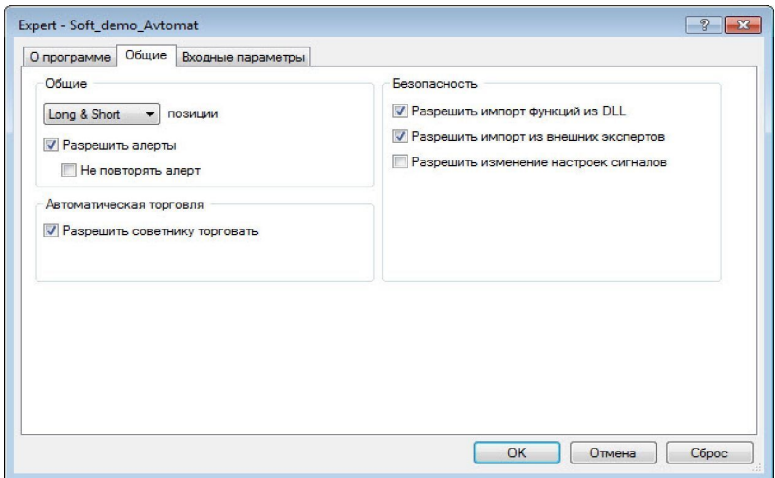 Expert - Soft_demo_Avtomat
О программе Общие Входные параметры
Общие
Long & Short позиции
Разрешить алерты
Не повторять алерт
Автоматическая торговля
Разрешить советнику торговать
Безопасность
Разрешить импорт функций из DLL
Разрешить импорт из внешних экспертов
Разрешить изменение настроек сигналов
OK Отмена Сброс